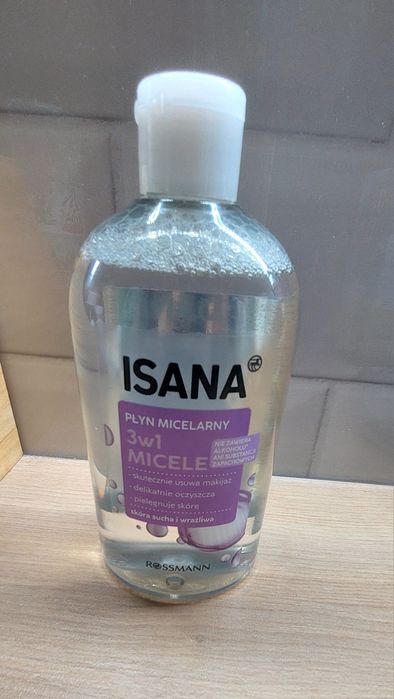 ISANA
PŁYN MICELARNY
3w1
MICELE
NIE ZAWIERA
ALKOHOLU*
ANI SUBSTANCJI
ZAPACHOWYCH
· skutecznie usuwa makijaż
· delikatnie oczyszcza
· pielęgnuje skórę
skóra sucha i wrażliwa
ROSSMANN